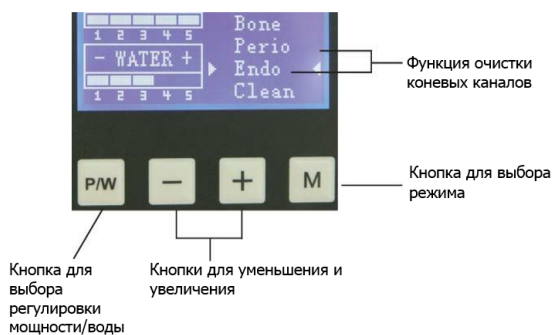 Bone
1 2 3 4 5
Perio
- WATER +
Endo
1 2 3 4 5
Clean
Функция очистки
коневых каналов
P/W
−
+
M
Кнопка для выбора
режима
Кнопка для
выбора
регулировки
мощности/воды
Кнопки для уменьшения и
увеличения